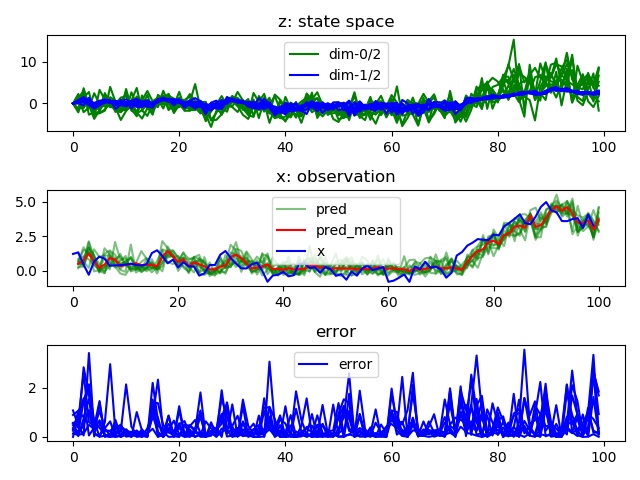 z: state space
10
0
dim-0/2
dim-1/2
0 20 40 60 80 100
x: observation
5.0
2.5
0.0
pred
pred_mean
x
0 20 40 60 80 100
error
2
0
error
0 20 40 60 80 100